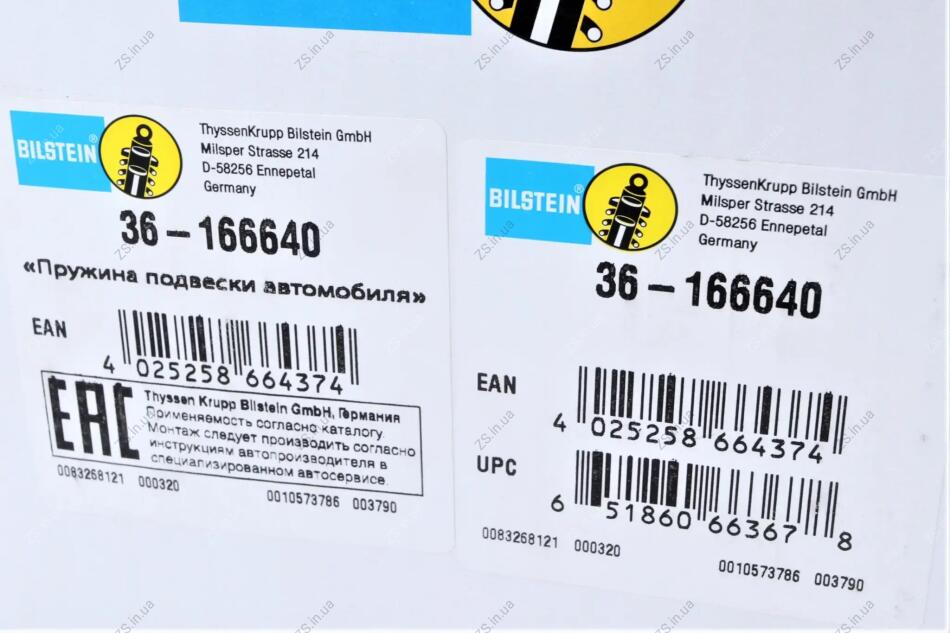 BILSTEIN®
ThyssenKrupp Bilstein GmbH
Milsper Strasse 214
D-58256 Ennepetal
Germany
36-166640
«Пружина подвески автомобиля»
EAN
4 025258 664374
EAC
Thyssen Krupp Bilstein GmbH, Германия
Применяемость согласно каталогу.
Монтаж следует производить согласно
инструкциям автопроизводителя в
специализированном автосервисе.
0083268121 000320
0010573786 003790
BILSTEIN®
ThyssenKrupp Bilstein GmbH
Milsper Strasse 214
D-58256 Ennepetal
Germany
36-166640
EAN
4 025258 664374
UPC
6 51860 66367 8
0083268121 000320
0010573786 003790
ZS.in.ua